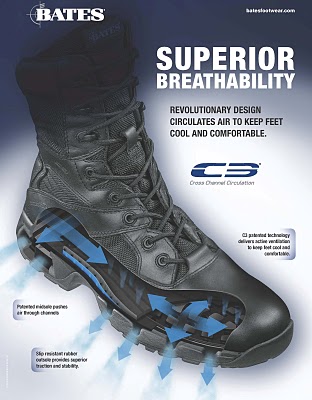 BATES®
batesfootwear.com
SUPERIOR
BREATHABILITY
REVOLUTIONARY DESIGN
CIRCULATES AIR TO KEEP FEET
COOL AND COMFORTABLE.
C3
Cross Channel Circulation
C3 patented technology
delivers active ventilation
to keep feet cool and
comfortable.
Patented midsole pushes
air through channels
Slip resistant rubber
outsole provides superior
traction and stability.